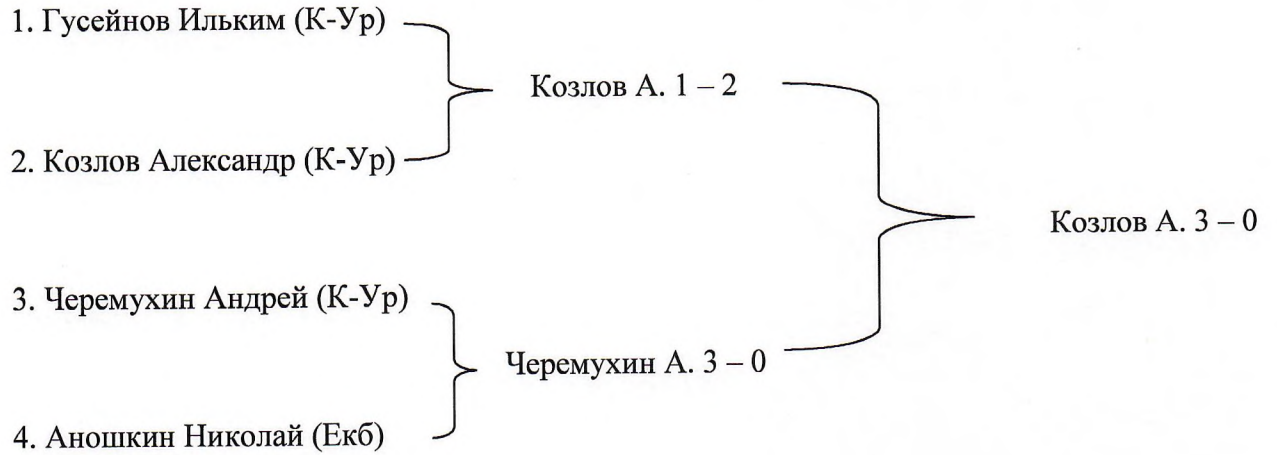 1. Гусейнов Ильким (К-Ур)
Козлов А. 1 – 2
2. Козлов Александр (К-Ур)
Козлов А. 3 – 0
3. Черемухин Андрей (К-Ур)
Черемухин А. 3 – 0
4. Аношкин Николай (Екб)